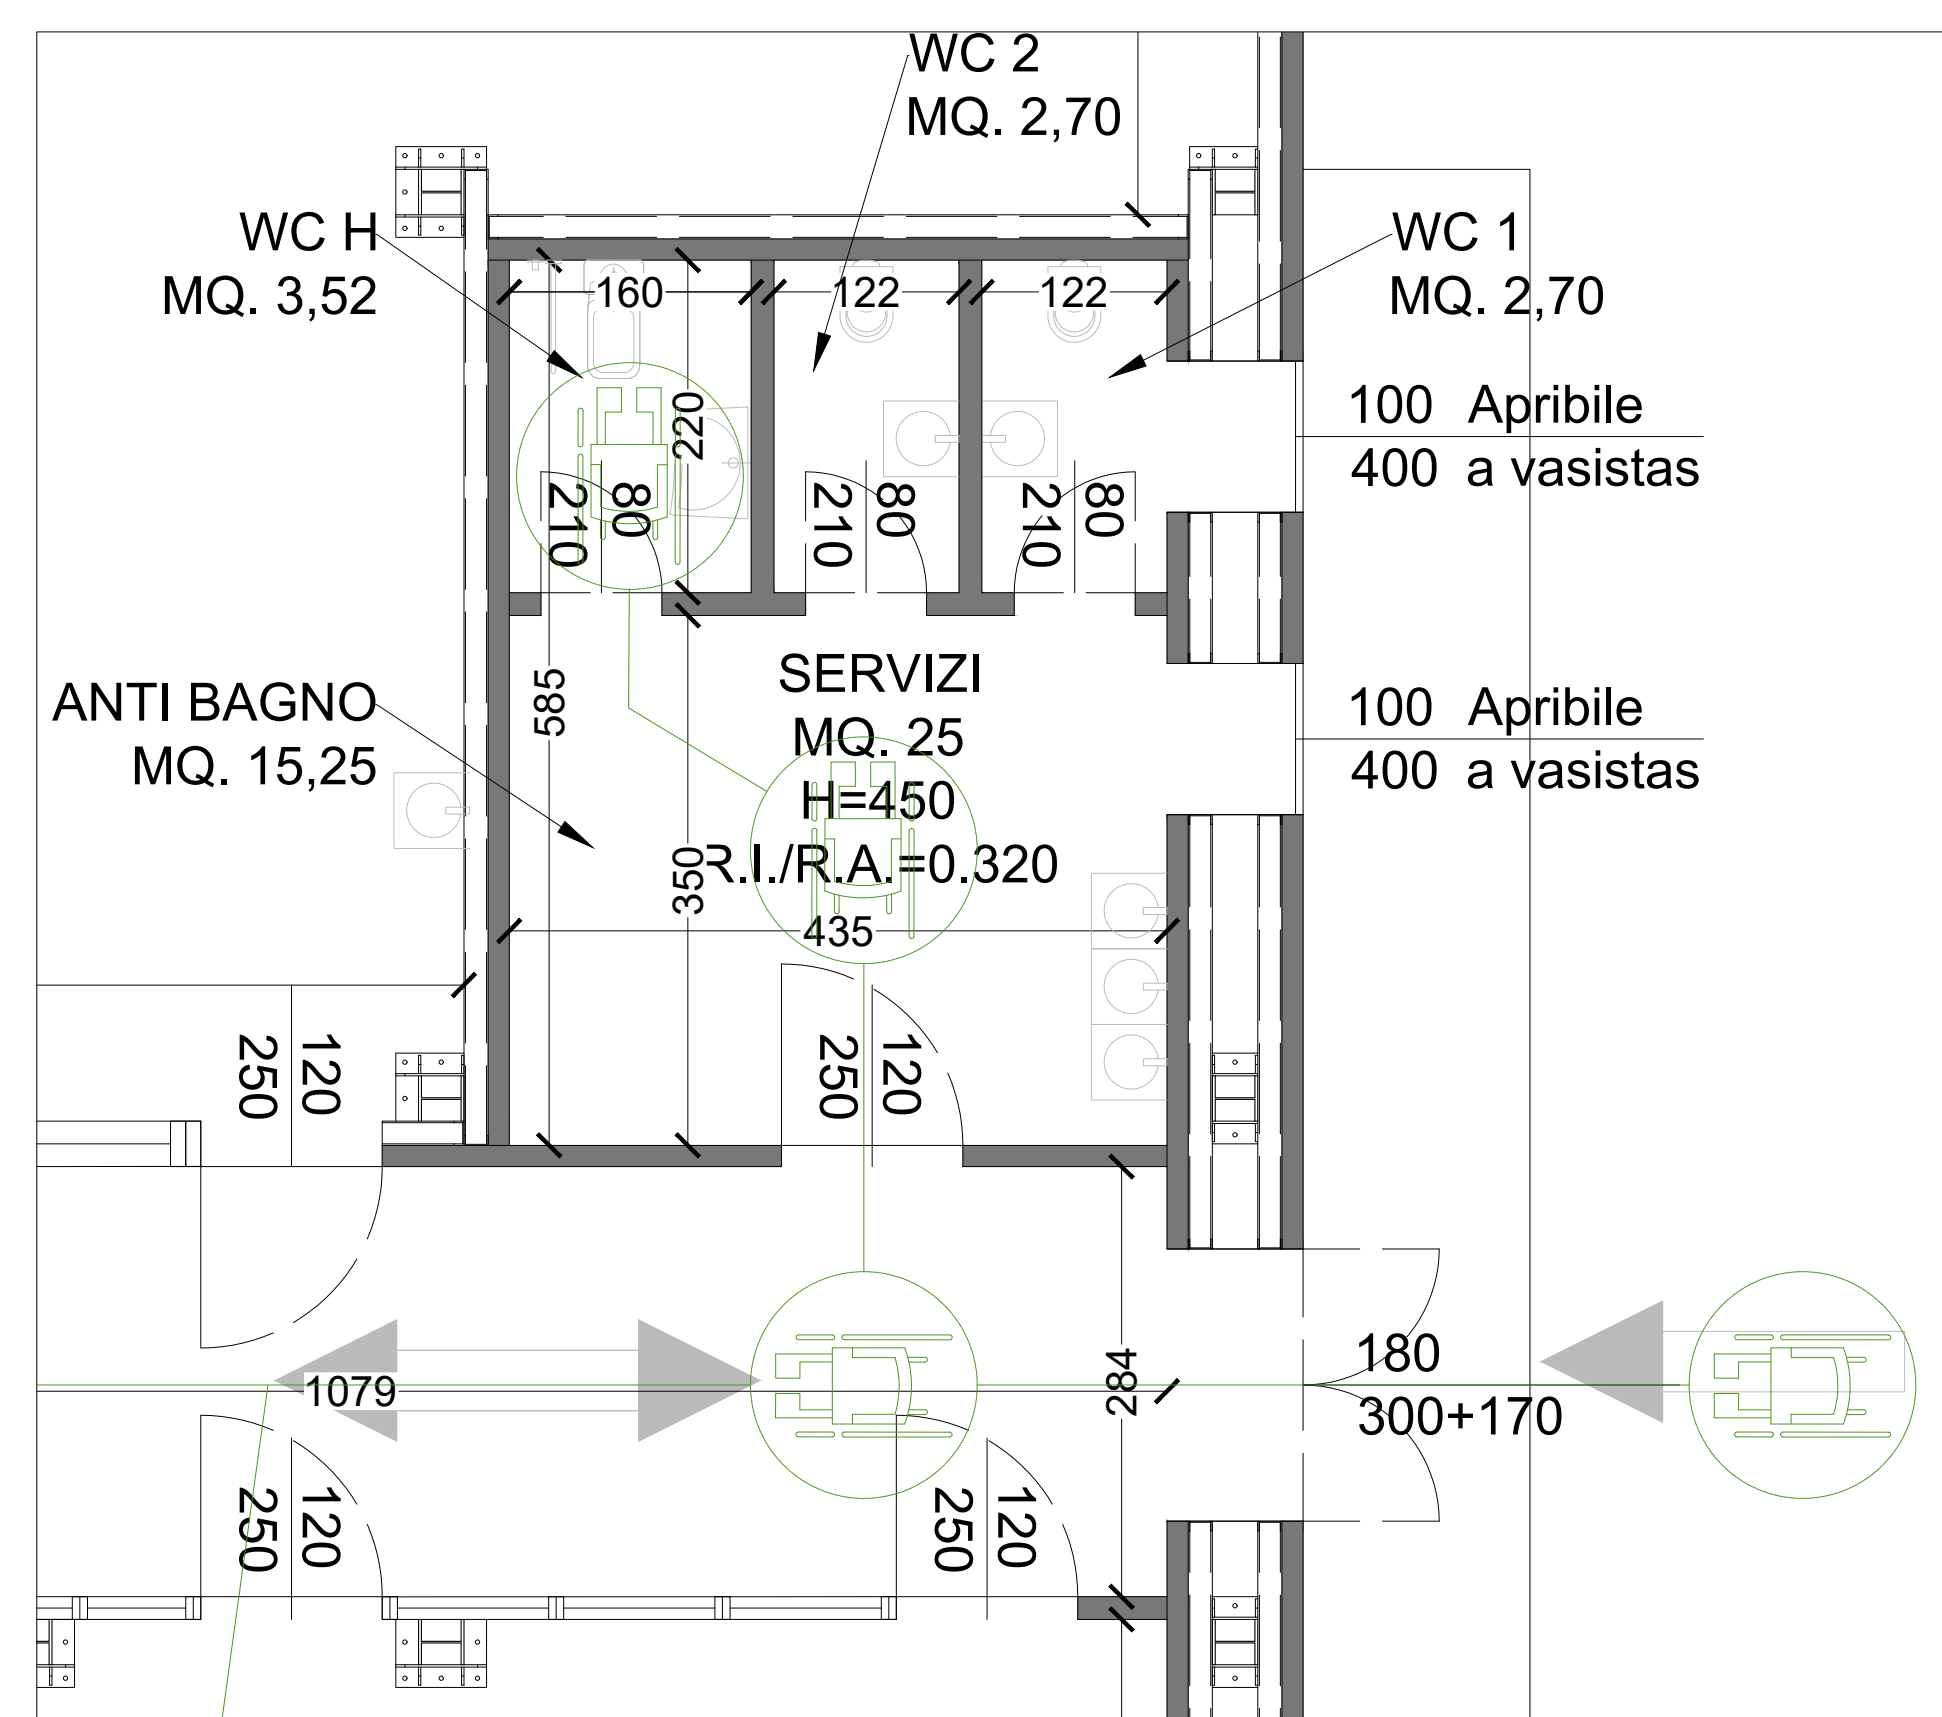 WC 2
MQ. 2,70
WC H
MQ. 3,52
WC 1
MQ. 2,70
160
122
122
220
100 Apribile
400 a vasistas
210
80
210
80
210
80
ANTI BAGNO
MQ. 15,25
585
SERVIZI
MQ. 25
H=450
R.I./R.A.=0.320
350
435
100 Apribile
400 a vasistas
250
120
250
120
1079
284
180
300+170
250
120
250
120